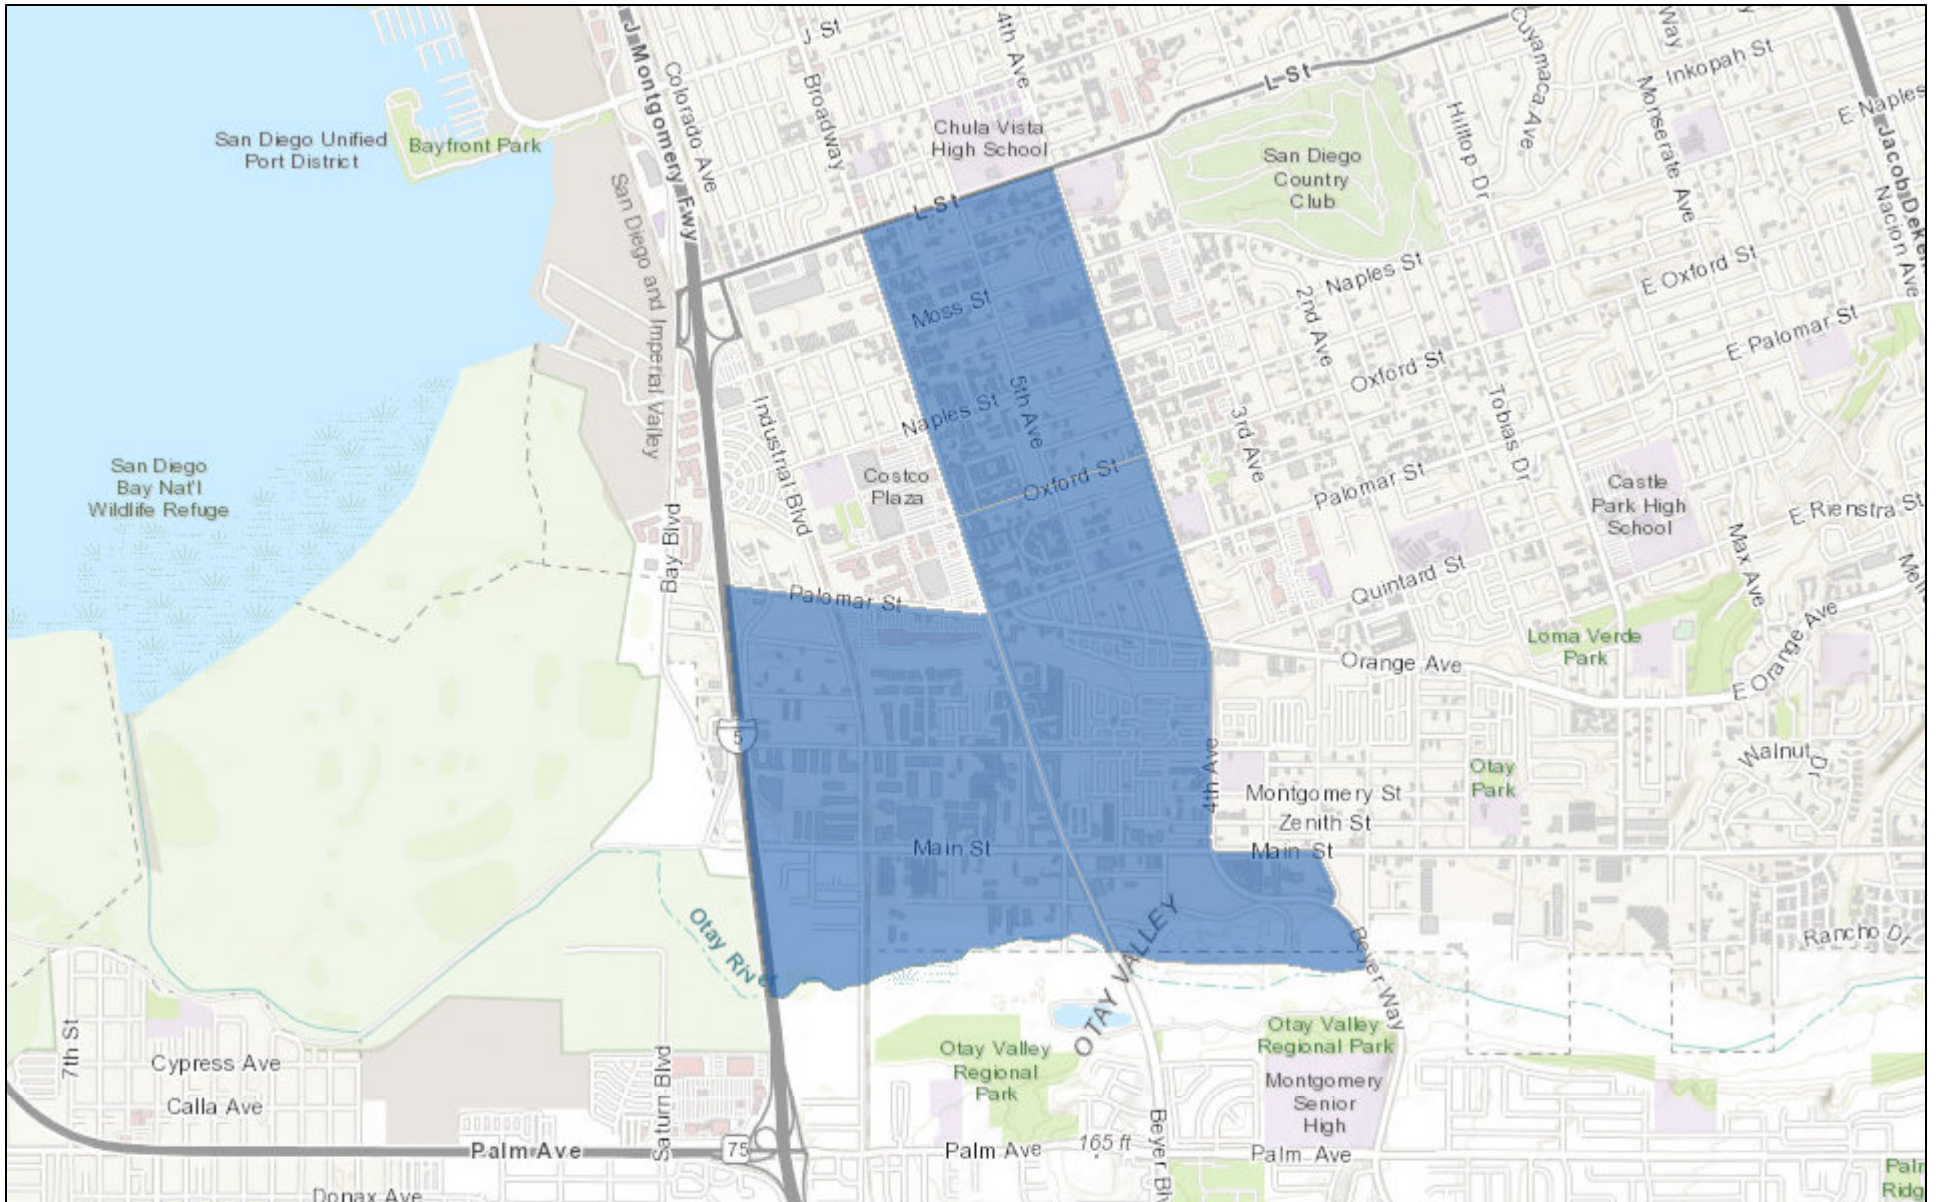 J St
4th Ave
Way
Inkopah St
Cuyamaca Ave
J. Montgomery Fwy
Colorado Ave
Broadway
L St
Hilltop Dr
Monserate Ave
E Naples
Jacob Dek
Nacion Ave
San Diego Unified
Port District
Bayfront Park
Chula Vista
High School
San Diego
Country
Club
San Diego and Imperial Valley
L St
Naples St
2nd Ave
E Oxford St
E Palomar St
Moss St
Oxford St
Industrial Blvd
Naples St
5th Ave
3rd Ave
Tobias Dr
San Diego
Bay Nat'l
Wildlife Refuge
Costco
Plaza
Oxford St
Palomar St
Castle
Park High
School
E Rienstra St
Bay Blvd
Max Ave
Palomar St
Quintard St
Loma Verde
Park
Orange Ave
E Orange Ave
5
4th Ave
Otay
Park
Walnut Dr
Montgomery St
Zenith St
Main St
Main St
Otay River
OTAY VALLEY
Beyer Way
Rancho Dr
7th St
Cypress Ave
Calla Ave
Saturn Blvd
Otay Valley
Regional
Park
Otay Valley
Regional Park
Montgomery
Senior
High
Palm Ave
75
Palm Ave
165 ft
Beyer Blv
Palm Ave
Palm
Ridg
Donax Ave